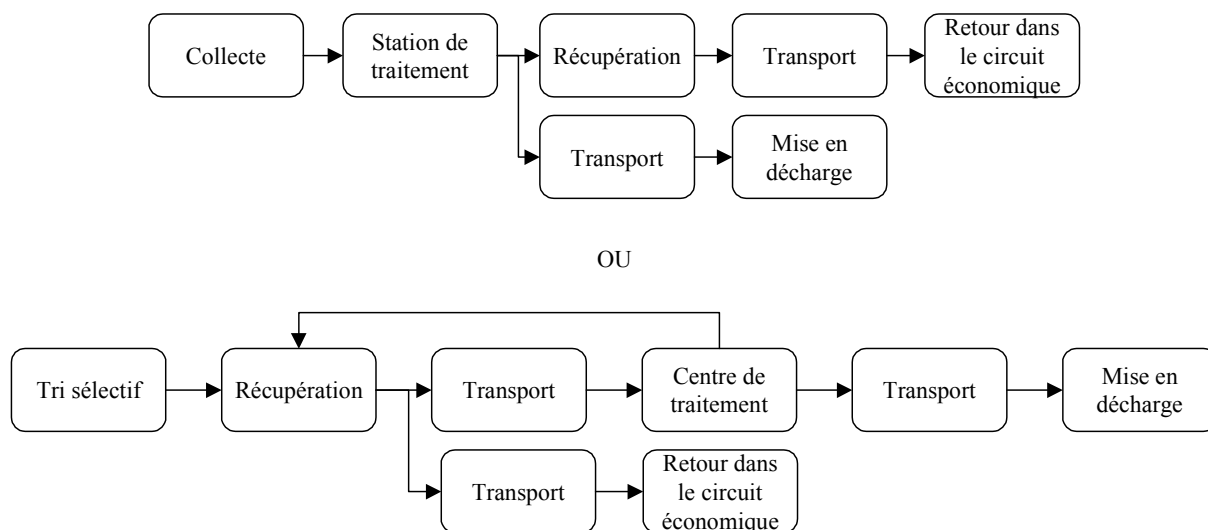 Collecte
Station de
traitement
Récupération
Transport
Retour dans
le circuit
économique
Transport
Mise en
décharge
OU
Tri sélectif
Récupération
Transport
Centre de
traitement
Transport
Mise en
décharge
Transport
Retour dans
le circuit
économique